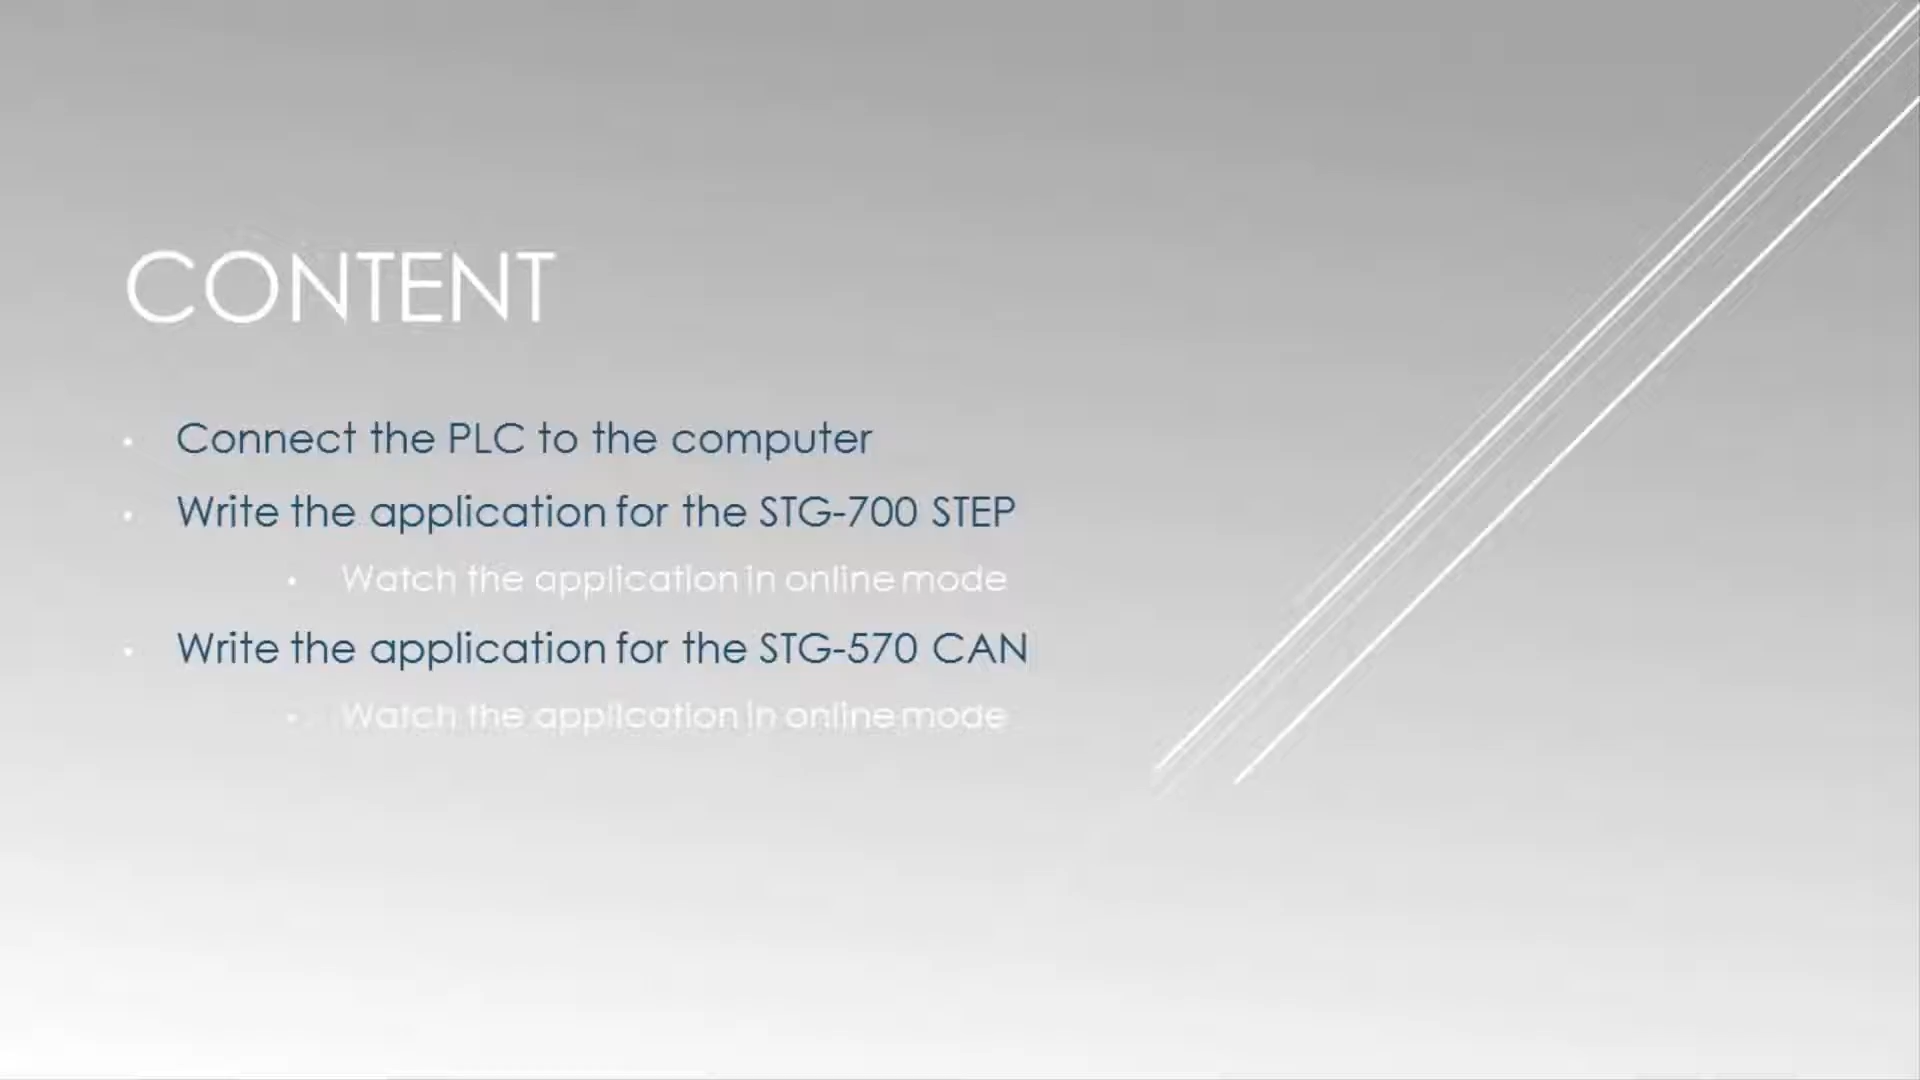 CONTENT
Connect the PLC to the computer
Write the application for the STG-700 STEP
Watch the application in online mode
Write the application for the STG-570 CAN
Watch the application in online mode